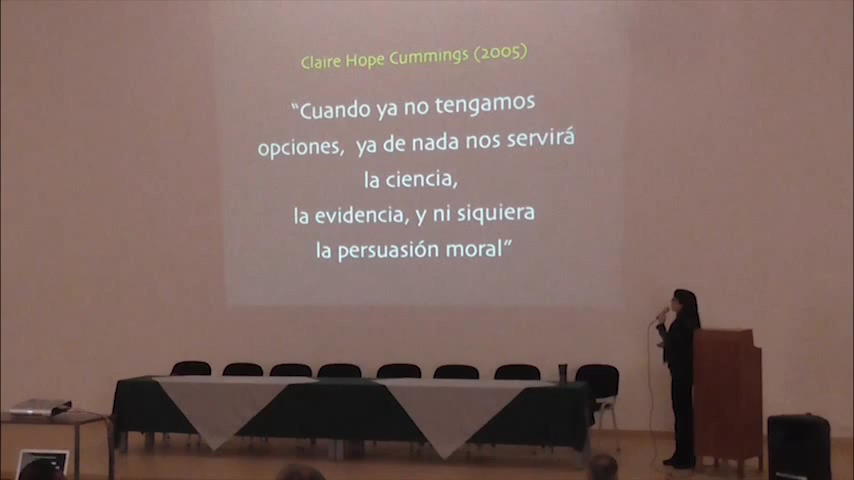 Claire Hope Cummings (2005)
“Cuando ya no tengamos
opciones, ya de nada nos servirá
la ciencia,
la evidencia, y ni siquiera
la persuasión moral”